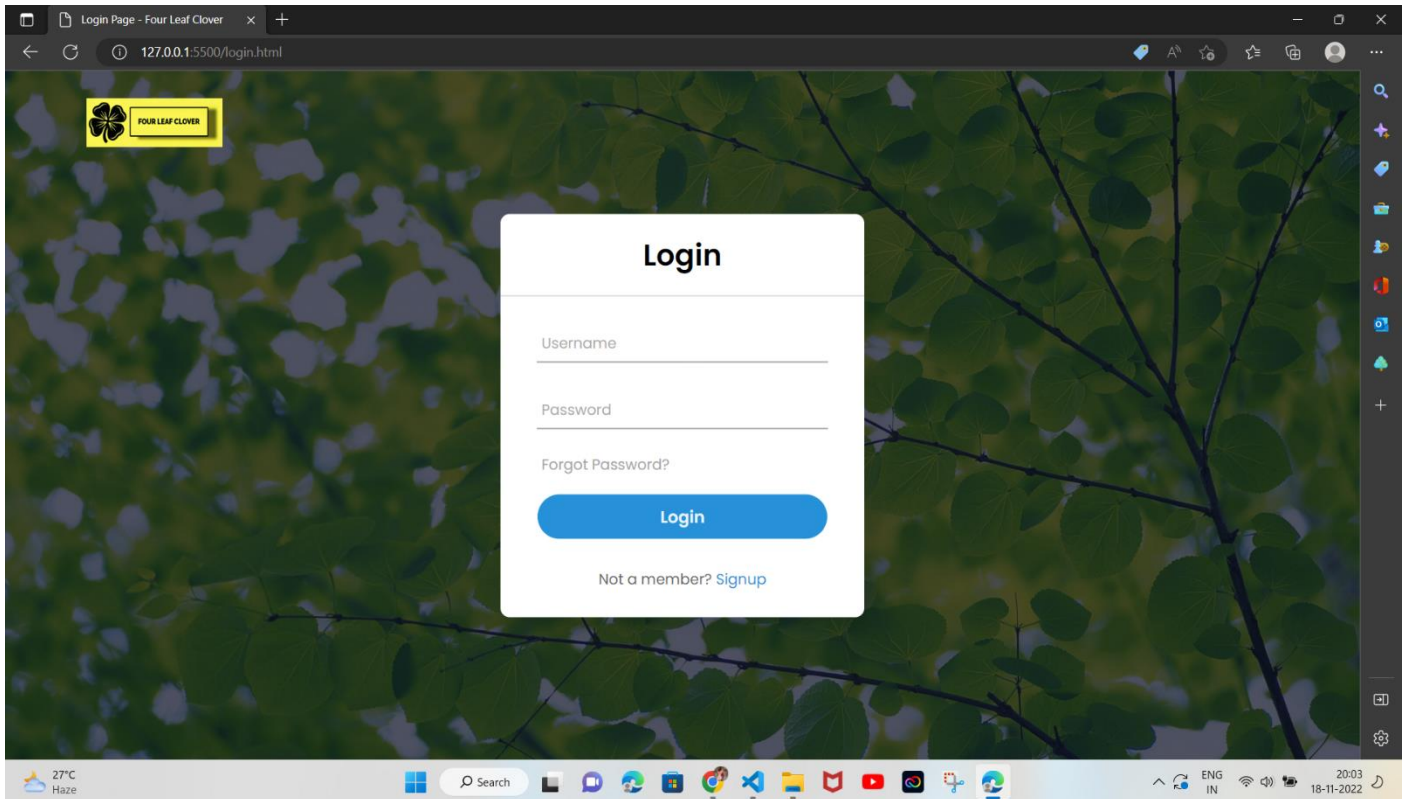 Login Page - Four Leaf Clover
127.0.0.1:5500/login.html
FOUR LEAF CLOVER
Login
Username
Password
Forgot Password?
Login
Not a member? Signup
27°C
Haze
Search
ENG
IN
20:03
18-11-2022